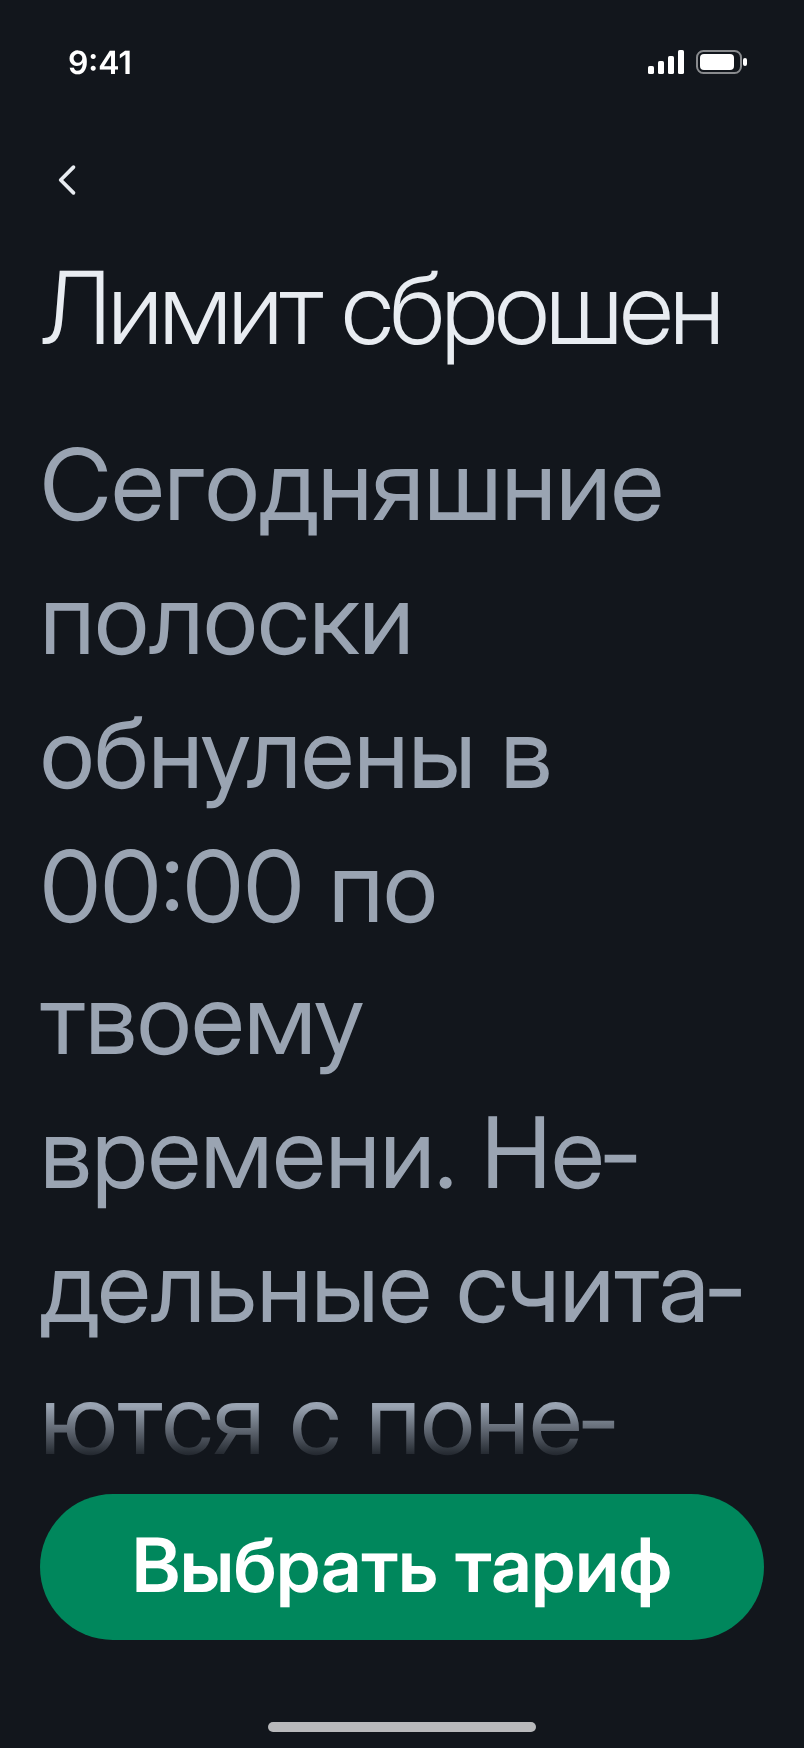 9:41
Лимит сброшен
Сегодняшние
полоски
обнулены в
00:00 по
твоему
времени. Не-
дельные счита-
ются с поне-
Выбрать тариф